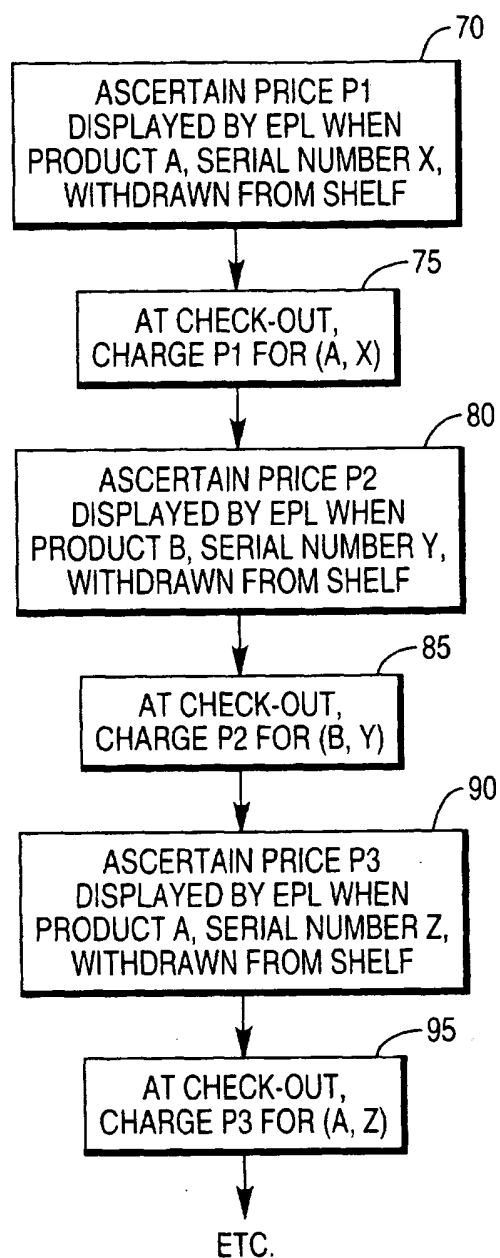 70
ASCERTAIN PRICE P1
DISPLAYED BY EPL WHEN
PRODUCT A, SERIAL NUMBER X,
WITHDRAWN FROM SHELF
75
AT CHECK-OUT,
CHARGE P1 FOR (A, X)
80
ASCERTAIN PRICE P2
DISPLAYED BY EPL WHEN
PRODUCT B, SERIAL NUMBER Y,
WITHDRAWN FROM SHELF
85
AT CHECK-OUT,
CHARGE P2 FOR (B, Y)
90
ASCERTAIN PRICE P3
DISPLAYED BY EPL WHEN
PRODUCT A, SERIAL NUMBER Z,
WITHDRAWN FROM SHELF
95
AT CHECK-OUT,
CHARGE P3 FOR (A, Z)
ETC.